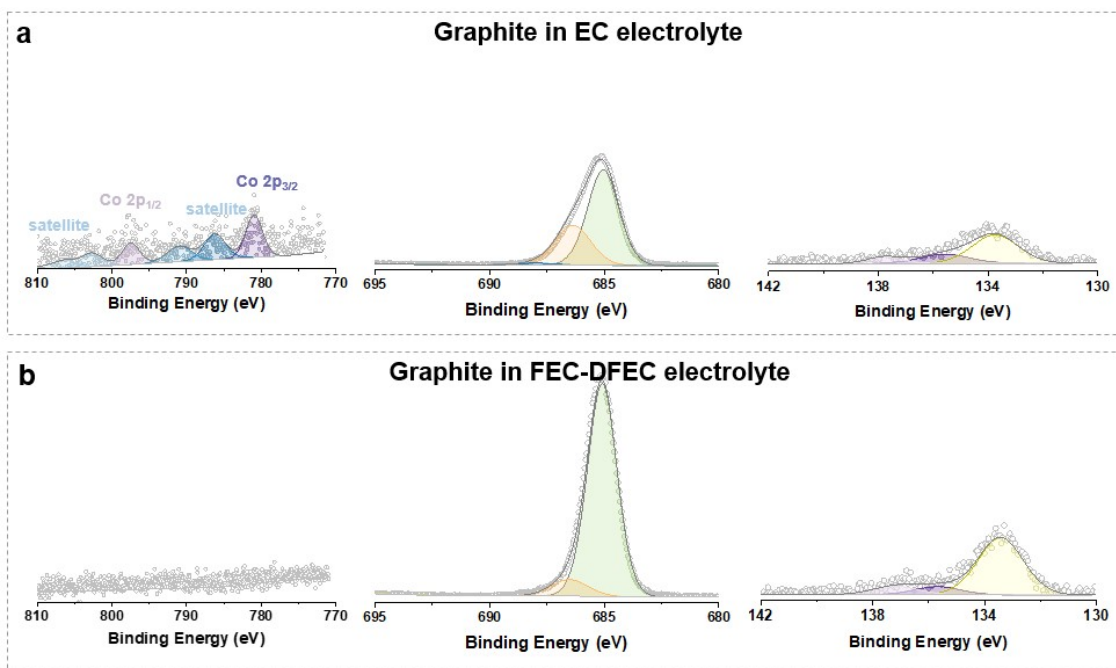 a
Graphite in EC electrolyte
Co 2p3/2
Co 2p1/2
satellite
satellite
810 800 790 780 770
Binding Energy (eV)
695 690 685 680
Binding Energy (eV)
142 138 134 130
Binding Energy (eV)
b
Graphite in FEC-DFEC electrolyte
810 800 790 780 770
Binding Energy (eV)
695 690 685 680
Binding Energy (eV)
142 138 134 130
Binding Energy (eV)